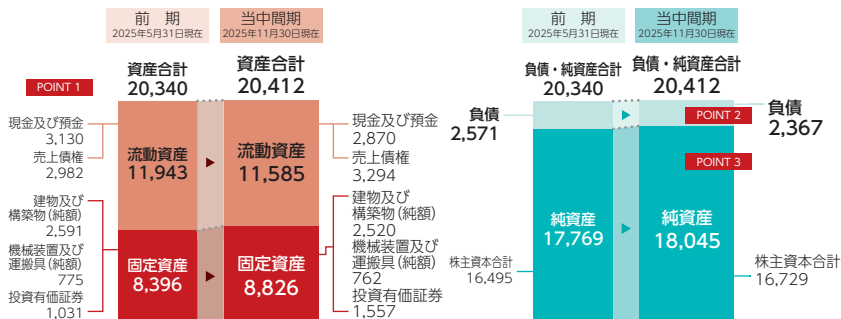 前 期
2025年5月31日現在
当中間期
2025年11月30日現在
POINT 1
資産合計
20,340
資産合計
20,412
現金及び預金
3,130
売上債権
2,982
流動資産
11,943
流動資産
11,585
現金及び預金
2,870
売上債権
3,294
建物及び
構築物(純額)
2,591
機械装置及び
運搬具(純額)
775
投資有価証券
1,031
固定資産
8,396
固定資産
8,826
建物及び
構築物(純額)
2,520
機械装置及び
運搬具(純額)
762
投資有価証券
1,557
前 期
2025年5月31日現在
当中間期
2025年11月30日現在
負債・純資産合計
20,340
負債・純資産合計
20,412
負債
2,571
POINT 2
負債
2,367
POINT 3
純資産
17,769
純資産
18,045
株主資本合計
16,495
株主資本合計
16,729